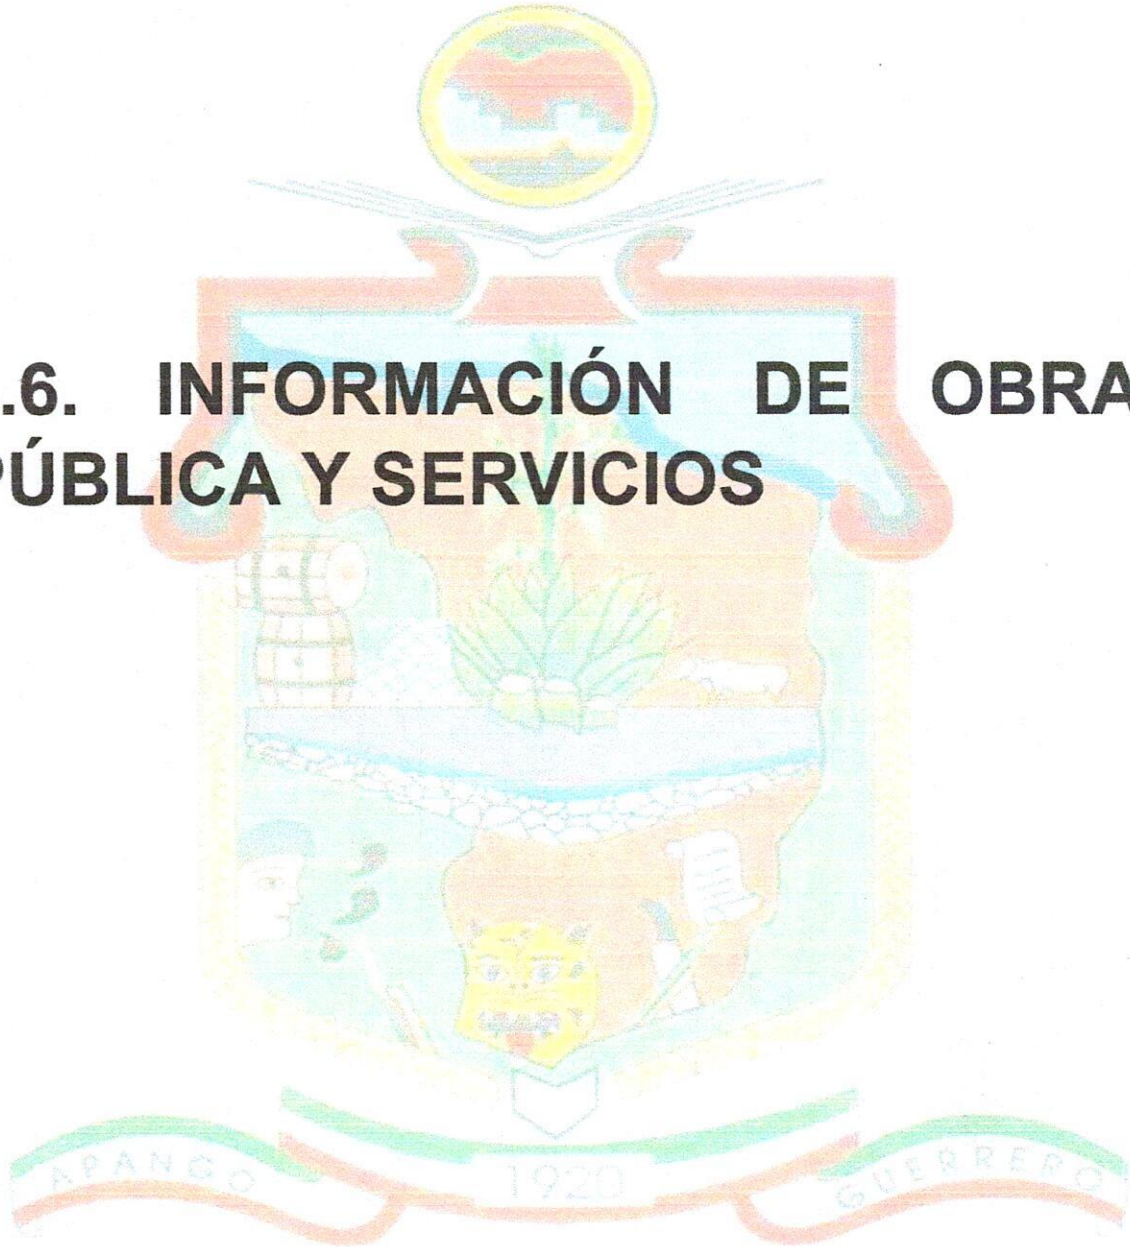 .6. INFORMACIÓN DE OBRA
PÚBLICA Y SERVICIOS
APANGO 1920 GUERRERO